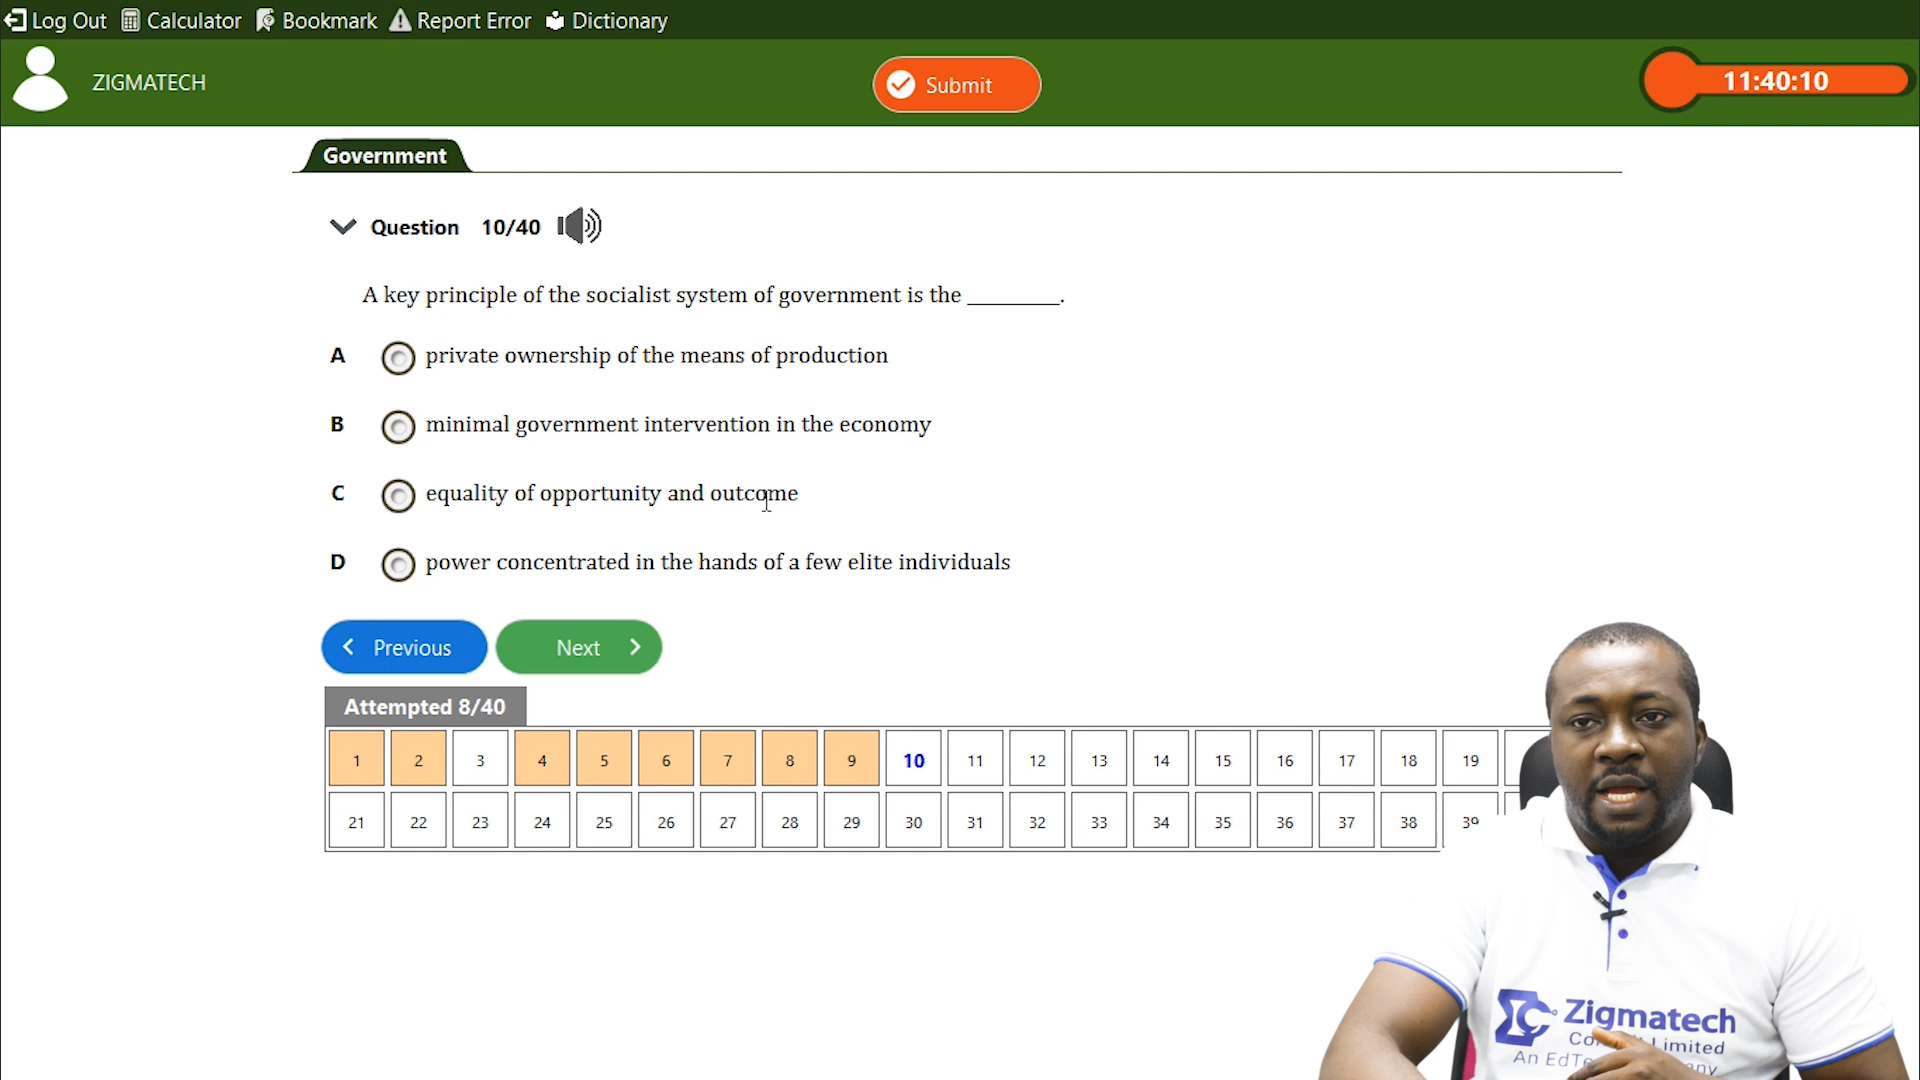 Log Out Calculator Bookmark Report Error Dictionary
ZIGMATECH
Submit
11:40:10
Government
Question 10/40
A key principle of the socialist system of government is the ________.
A private ownership of the means of production
B minimal government intervention in the economy
C equality of opportunity and outcome
D power concentrated in the hands of a few elite individuals
Previous Next
Attempted 8/40
1 2 3 4 5 6 7 8 9 10 11 12 13 14 15 16 17 18 19
21 22 23 24 25 26 27 28 29 30 31 32 33 34 35 36 37 38 39
Zigmatech
Limited
An